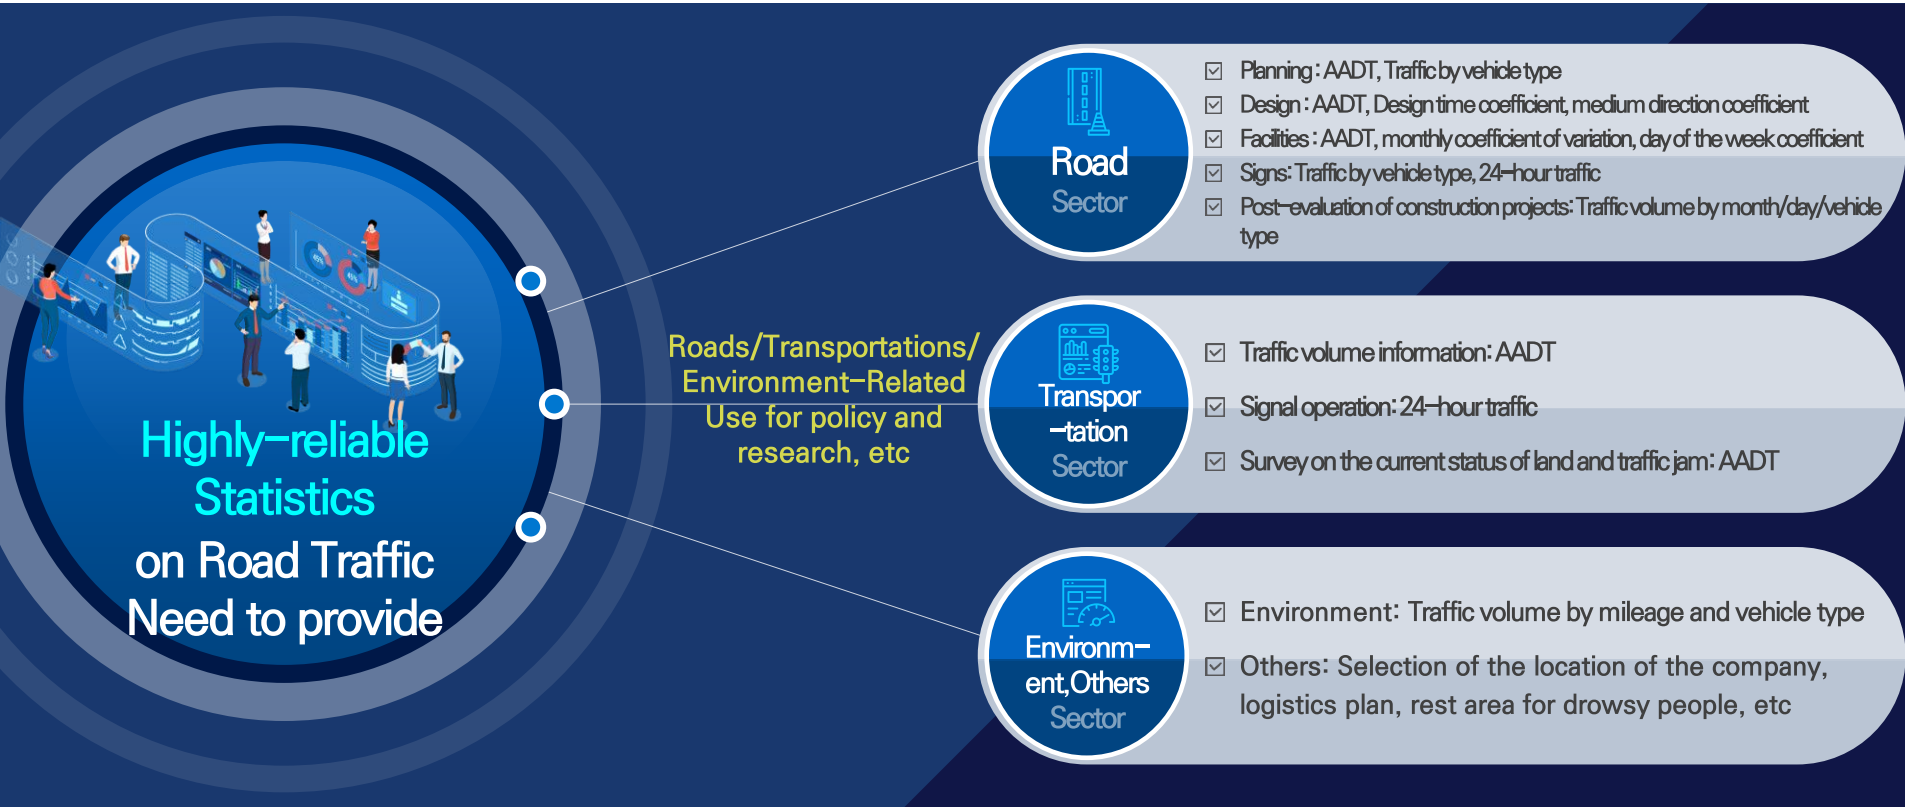 Highly-reliable
Statistics
on Road Traffic
Need to provide
Roads/Transportations/
Environment-Related
Use for policy and
research, etc
Road
Sector
Planning : AADT, Traffic by vehicle type
Design : AADT, Design time coefficient, medium direction coefficient
Facilities : AADT, monthly coefficient of variation, day of the week coefficient
Signs: Traffic by vehicle type, 24-hour traffic
Post-evaluation of construction projects: Traffic volume by month/day/vehicle
type
Transpor
-tation
Sector
Traffic volume information: AADT
Signal operation: 24-hour traffic
Survey on the current status of land and traffic jam: AADT
Environm-
ent,Others
Sector
Environment: Traffic volume by mileage and vehicle type
Others: Selection of the location of the company,
logistics plan, rest area for drowsy people, etc